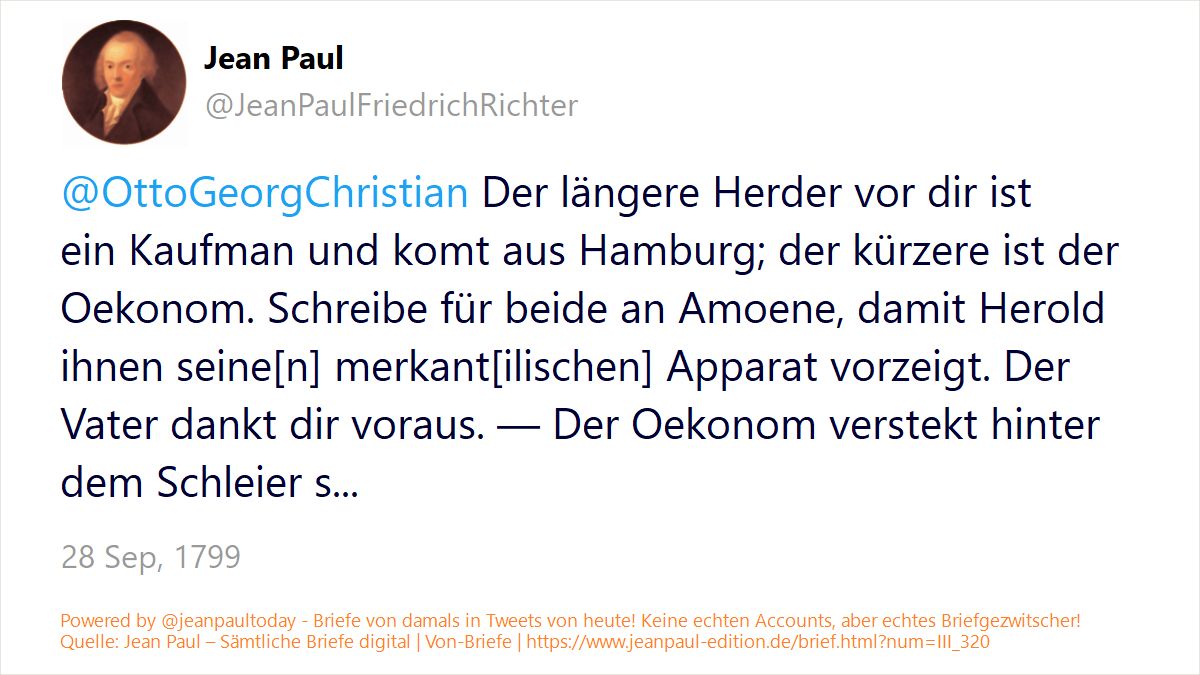 Jean Paul
@JeanPaulFriedrichRichter
@OttoGeorgChristian Der längere Herder vor dir ist
ein Kaufman und komt aus Hamburg; der kürzere ist der
Oekonom. Schreibe für beide an Amoene, damit Herold
ihnen seine[n] merkant[ilischen] Apparat vorzeigt. Der
Vater dankt dir voraus. — Der Oekonom verstekt hinter
dem Schleier s...
28 Sep, 1799
Powered by @jeanpaultoday - Briefe von damals in Tweets von heute! Keine echten Accounts, aber echtes Briefgezwitscher!
Quelle: Jean Paul – Sämtliche Briefe digital | Von-Briefe | https://www.jeanpaul-edition.de/brief.html?num=III_320